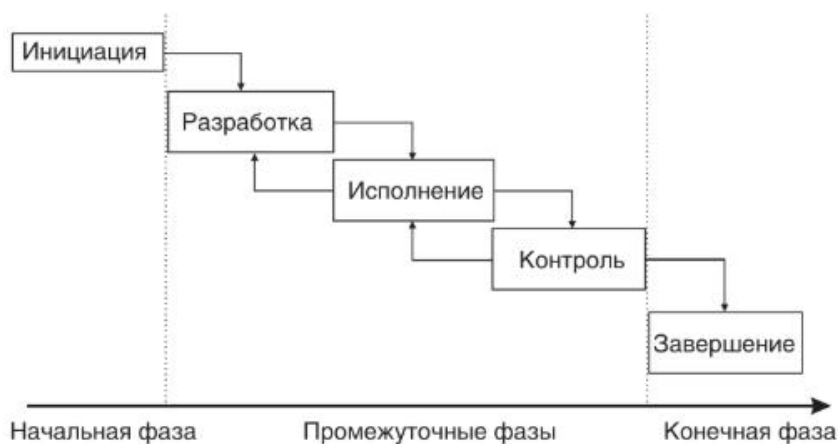 Инициация
Разработка
Исполнение
Контроль
Завершение
Начальная фаза Промежуточные фазы Конечная фаза